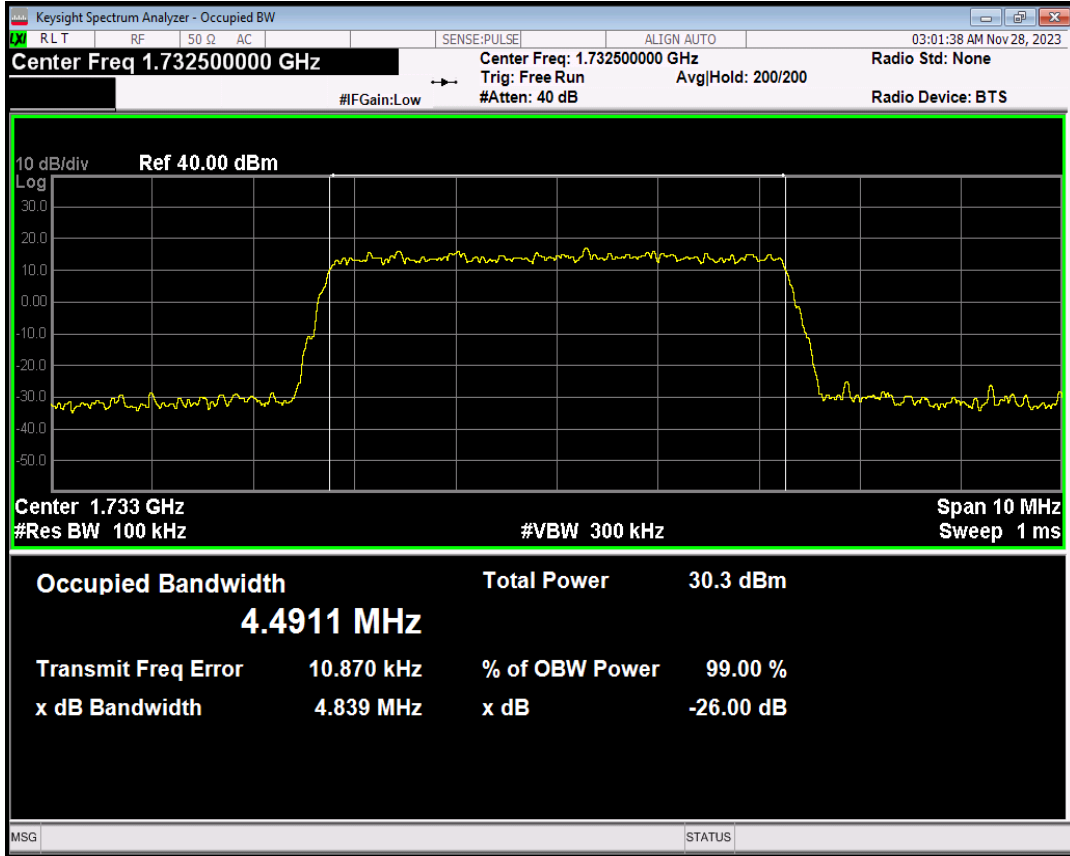 Keysight Spectrum Analyzer - Occupied BW
LXI RLT RF 50 Ω AC SENSE:PULSE ALIGN AUTO 03:01:38 AM Nov 28, 2023
Center Freq 1.732500000 GHz Center Freq: 1.732500000 GHz Radio Std: None
Trig: Free Run Avg|Hold: 200/200
#IFGain:Low #Atten: 40 dB Radio Device: BTS
10 dB/div Ref 40.00 dBm
Log
30.0
20.0
10.0
0.00
-10.0
-20.0
-30.0
-40.0
-50.0
Center 1.733 GHz Span 10 MHz
#Res BW 100 kHz #VBW 300 kHz Sweep 1 ms
Occupied Bandwidth Total Power 30.3 dBm
4.4911 MHz
Transmit Freq Error 10.870 kHz % of OBW Power 99.00 %
x dB Bandwidth 4.839 MHz x dB -26.00 dB
MSG STATUS